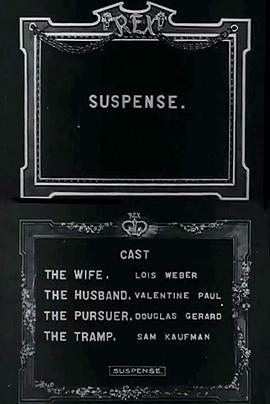 REX
SUSPENSE.
REX
CAST
THE WIFE. LOIS WEBER
THE HUSBAND. VALENTINE PAUL
THE PURSUER. DOUGLAS GERARD
THE TRAMP. SAM KAUFMAN
SUSPENSE.